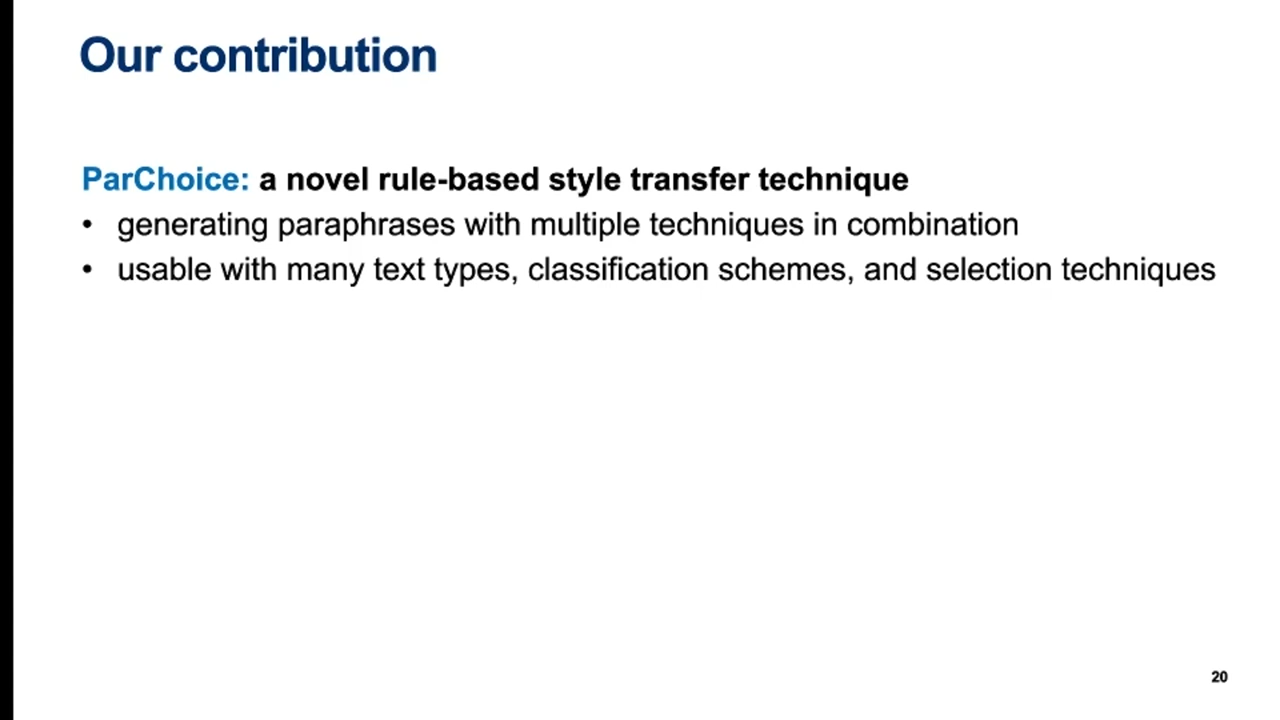 Our contribution
ParChoice: a novel rule-based style transfer technique
• generating paraphrases with multiple techniques in combination
• usable with many text types, classification schemes, and selection techniques
20